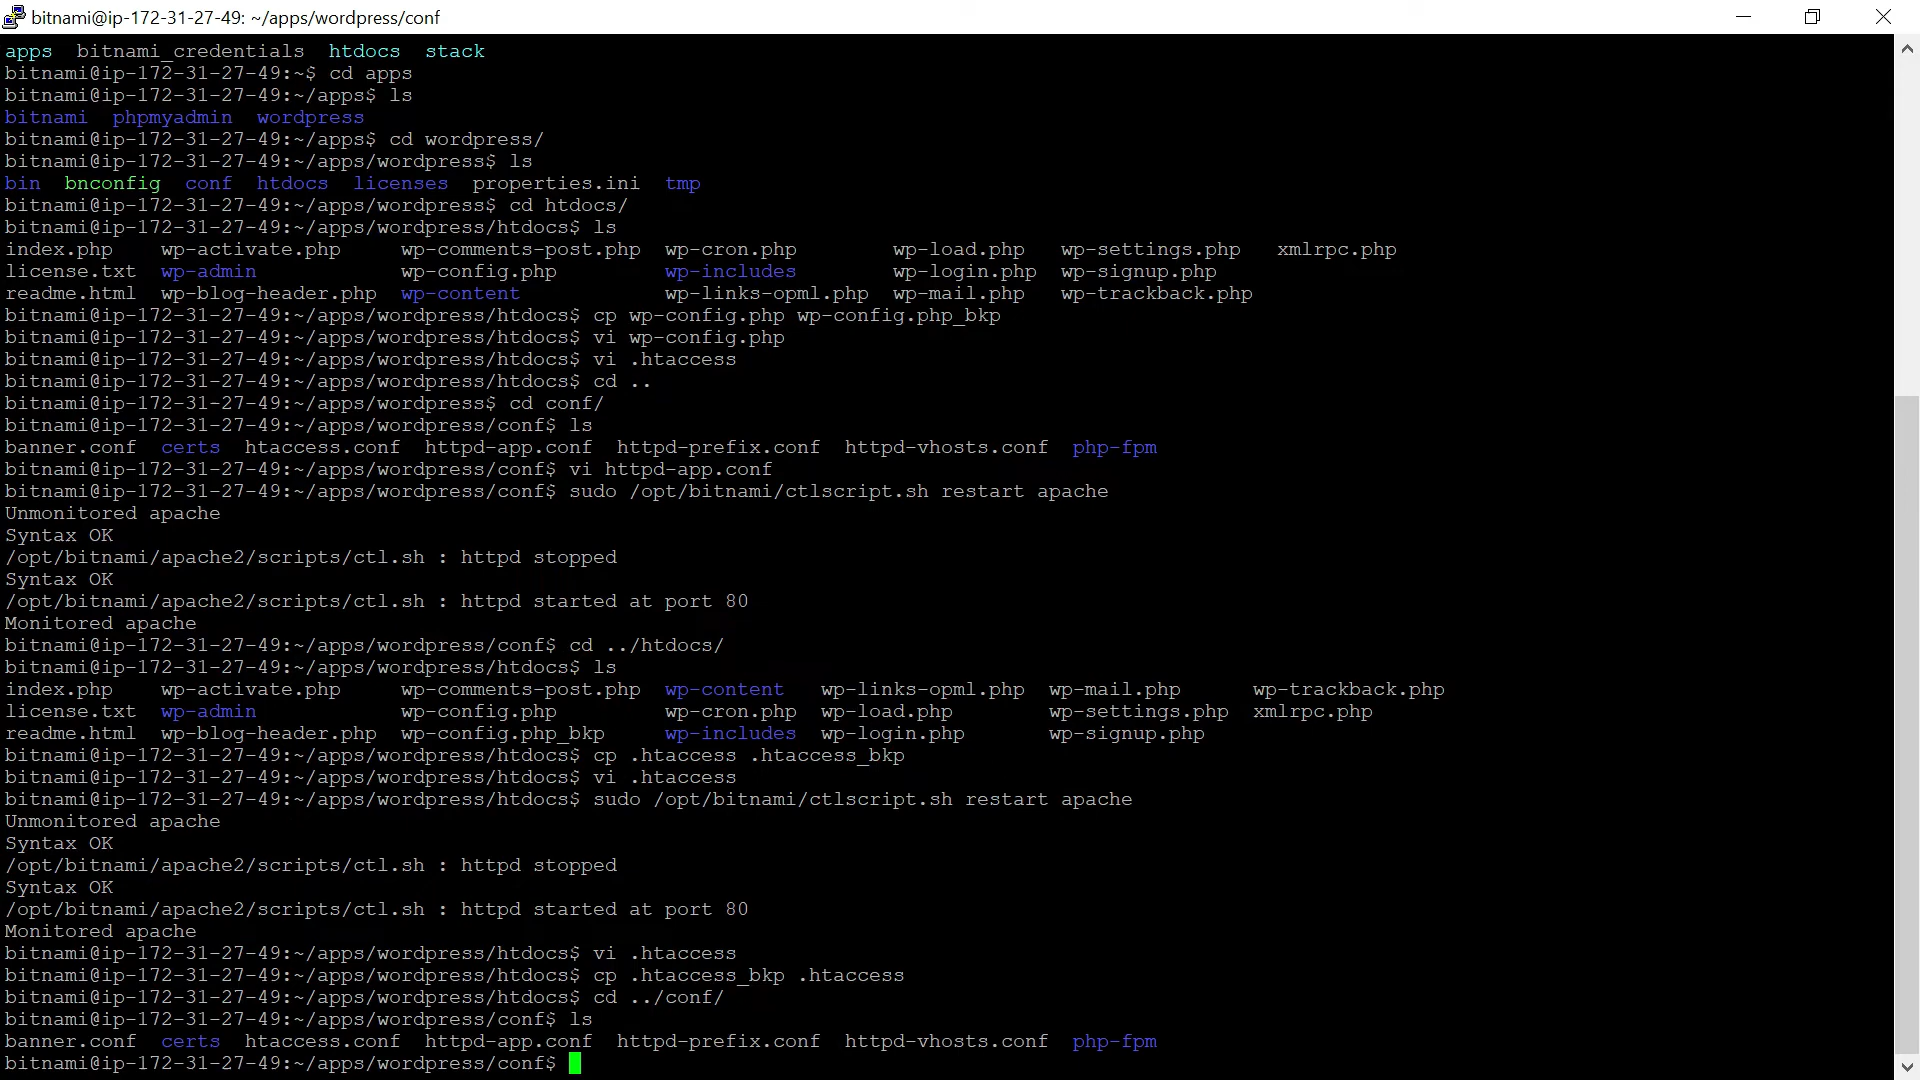 bitnami@ip-172-31-27-49: ~/apps/wordpress/conf
apps  bitnami_credentials  htdocs  stack
bitnami@ip-172-31-27-49:~$ cd apps
bitnami@ip-172-31-27-49:~/apps$ ls
bitnami  phpmyadmin  wordpress
bitnami@ip-172-31-27-49:~/apps$ cd wordpress/
bitnami@ip-172-31-27-49:~/apps/wordpress$ ls
bin  bnconfig  conf  htdocs  licenses  properties.ini  tmp
bitnami@ip-172-31-27-49:~/apps/wordpress$ cd htdocs/
bitnami@ip-172-31-27-49:~/apps/wordpress/htdocs$ ls
index.php    wp-activate.php     wp-comments-post.php  wp-cron.php        wp-load.php   wp-settings.php   xmlrpc.php
license.txt  wp-admin            wp-config.php         wp-includes        wp-login.php  wp-signup.php
readme.html  wp-blog-header.php  wp-content            wp-links-opml.php  wp-mail.php   wp-trackback.php
bitnami@ip-172-31-27-49:~/apps/wordpress/htdocs$ cp wp-config.php wp-config.php_bkp
bitnami@ip-172-31-27-49:~/apps/wordpress/htdocs$ vi wp-config.php
bitnami@ip-172-31-27-49:~/apps/wordpress/htdocs$ vi .htaccess
bitnami@ip-172-31-27-49:~/apps/wordpress/htdocs$ cd ..
bitnami@ip-172-31-27-49:~/apps/wordpress$ cd conf/
bitnami@ip-172-31-27-49:~/apps/wordpress/conf$ ls
banner.conf  certs  htaccess.conf  httpd-app.conf  httpd-prefix.conf  httpd-vhosts.conf  php-fpm
bitnami@ip-172-31-27-49:~/apps/wordpress/conf$ vi httpd-app.conf
bitnami@ip-172-31-27-49:~/apps/wordpress/conf$ sudo /opt/bitnami/ctlscript.sh restart apache
Unmonitored apache
Syntax OK
/opt/bitnami/apache2/scripts/ctl.sh : httpd stopped
Syntax OK
/opt/bitnami/apache2/scripts/ctl.sh : httpd started at port 80
Monitored apache
bitnami@ip-172-31-27-49:~/apps/wordpress/conf$ cd ../htdocs/
bitnami@ip-172-31-27-49:~/apps/wordpress/htdocs$ ls
index.php    wp-activate.php     wp-comments-post.php  wp-content   wp-links-opml.php  wp-mail.php      wp-trackback.php
license.txt  wp-admin            wp-config.php         wp-cron.php  wp-load.php        wp-settings.php  xmlrpc.php
readme.html  wp-blog-header.php  wp-config.php_bkp     wp-includes  wp-login.php       wp-signup.php
bitnami@ip-172-31-27-49:~/apps/wordpress/htdocs$ cp .htaccess .htaccess_bkp
bitnami@ip-172-31-27-49:~/apps/wordpress/htdocs$ vi .htaccess
bitnami@ip-172-31-27-49:~/apps/wordpress/htdocs$ sudo /opt/bitnami/ctlscript.sh restart apache
Unmonitored apache
Syntax OK
/opt/bitnami/apache2/scripts/ctl.sh : httpd stopped
Syntax OK
/opt/bitnami/apache2/scripts/ctl.sh : httpd started at port 80
Monitored apache
bitnami@ip-172-31-27-49:~/apps/wordpress/htdocs$ vi .htaccess
bitnami@ip-172-31-27-49:~/apps/wordpress/htdocs$ cp .htaccess_bkp .htaccess
bitnami@ip-172-31-27-49:~/apps/wordpress/htdocs$ cd ../conf/
bitnami@ip-172-31-27-49:~/apps/wordpress/conf$ ls
banner.conf  certs  htaccess.conf  httpd-app.conf  httpd-prefix.conf  httpd-vhosts.conf  php-fpm
bitnami@ip-172-31-27-49:~/apps/wordpress/conf$